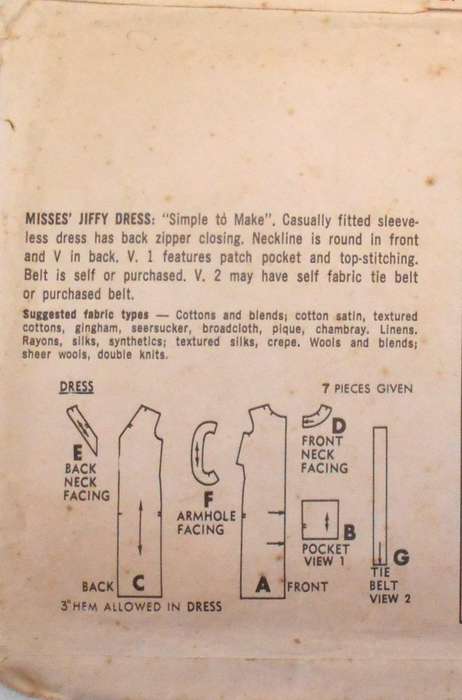 MISSES' JIFFY DRESS: "Simple to Make". Casually fitted sleeve-
less dress has back zipper closing. Neckline is round in front
and V in back. V. 1 features patch pocket and top-stitching.
Belt is self or purchased. V. 2 may have self fabric tie belt
or purchased belt.
Suggested fabric types — Cottons and blends; cotton satin, textured
cottons, gingham, seersucker, broadcloth, pique, chambray. Linens.
Rayons, silks, synthetics; textured silks, crepe. Wools and blends;
sheer wools, double knits.
DRESS
7 PIECES GIVEN
E
BACK
NECK
FACING
C
BACK
F
ARMHOLE
FACING
A
FRONT
D
FRONT
NECK
FACING
B
POCKET
VIEW 1
G
TIE
BELT
VIEW 2
3" HEM ALLOWED IN DRESS